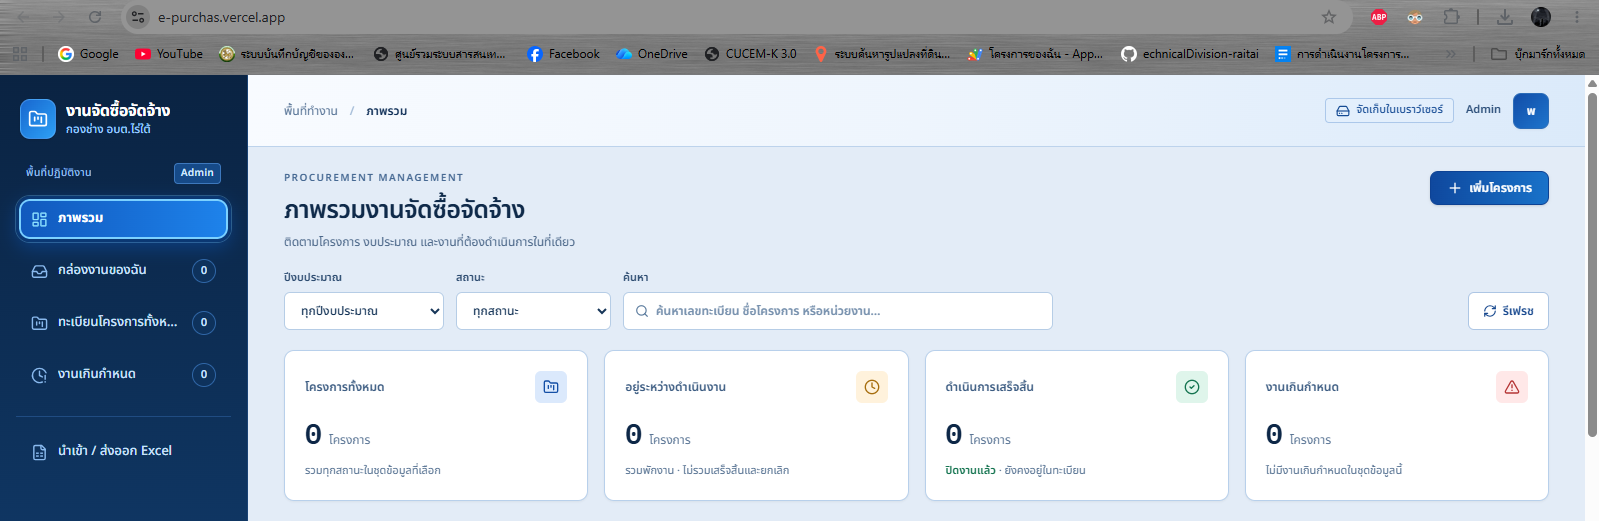 e-purchas.vercel.app
ABP
Google
YouTube
ระบบบันทึกบัญชีขององ...
ศูนย์รวมระบบสารสนเท...
Facebook
OneDrive
CUCEM-K 3.0
ระบบค้นหารูปแปลงที่ดิน...
โครงการของฉัน - App...
echnicalDivision-raitai
การดำเนินงานโครงการ...
บุ๊กมาร์กทั้งหมด
งานจัดซื้อจัดจ้าง
กองช่าง อบต.ไร่ใต้
พื้นที่ปฏิบัติงาน
Admin
ภาพรวม
กล่องงานของฉัน
0
ทะเบียนโครงการทั้งห...
0
งานเกินกำหนด
0
นำเข้า / ส่งออก Excel
พื้นที่ทำงาน / ภาพรวม
จัดเก็บในเบราว์เซอร์
Admin
พ
PROCUREMENT MANAGEMENT
ภาพรวมงานจัดซื้อจัดจ้าง
ติดตามโครงการ งบประมาณ และงานที่ต้องดำเนินการในที่เดียว
เพิ่มโครงการ
ปีงบประมาณ
ทุกปีงบประมาณ
สถานะ
ทุกสถานะ
ค้นหา
ค้นหาเลขทะเบียน ชื่อโครงการ หรือหน่วยงาน...
รีเฟรช
โครงการทั้งหมด
0 โครงการ
รวมทุกสถานะในชุดข้อมูลที่เลือก
อยู่ระหว่างดำเนินงาน
0 โครงการ
รวมพักงาน · ไม่รวมเสร็จสิ้นและยกเลิก
ดำเนินการเสร็จสิ้น
0 โครงการ
ปิดงานแล้ว · ยังคงอยู่ในทะเบียน
งานเกินกำหนด
0 โครงการ
ไม่มีงานเกินกำหนดในชุดข้อมูลนี้